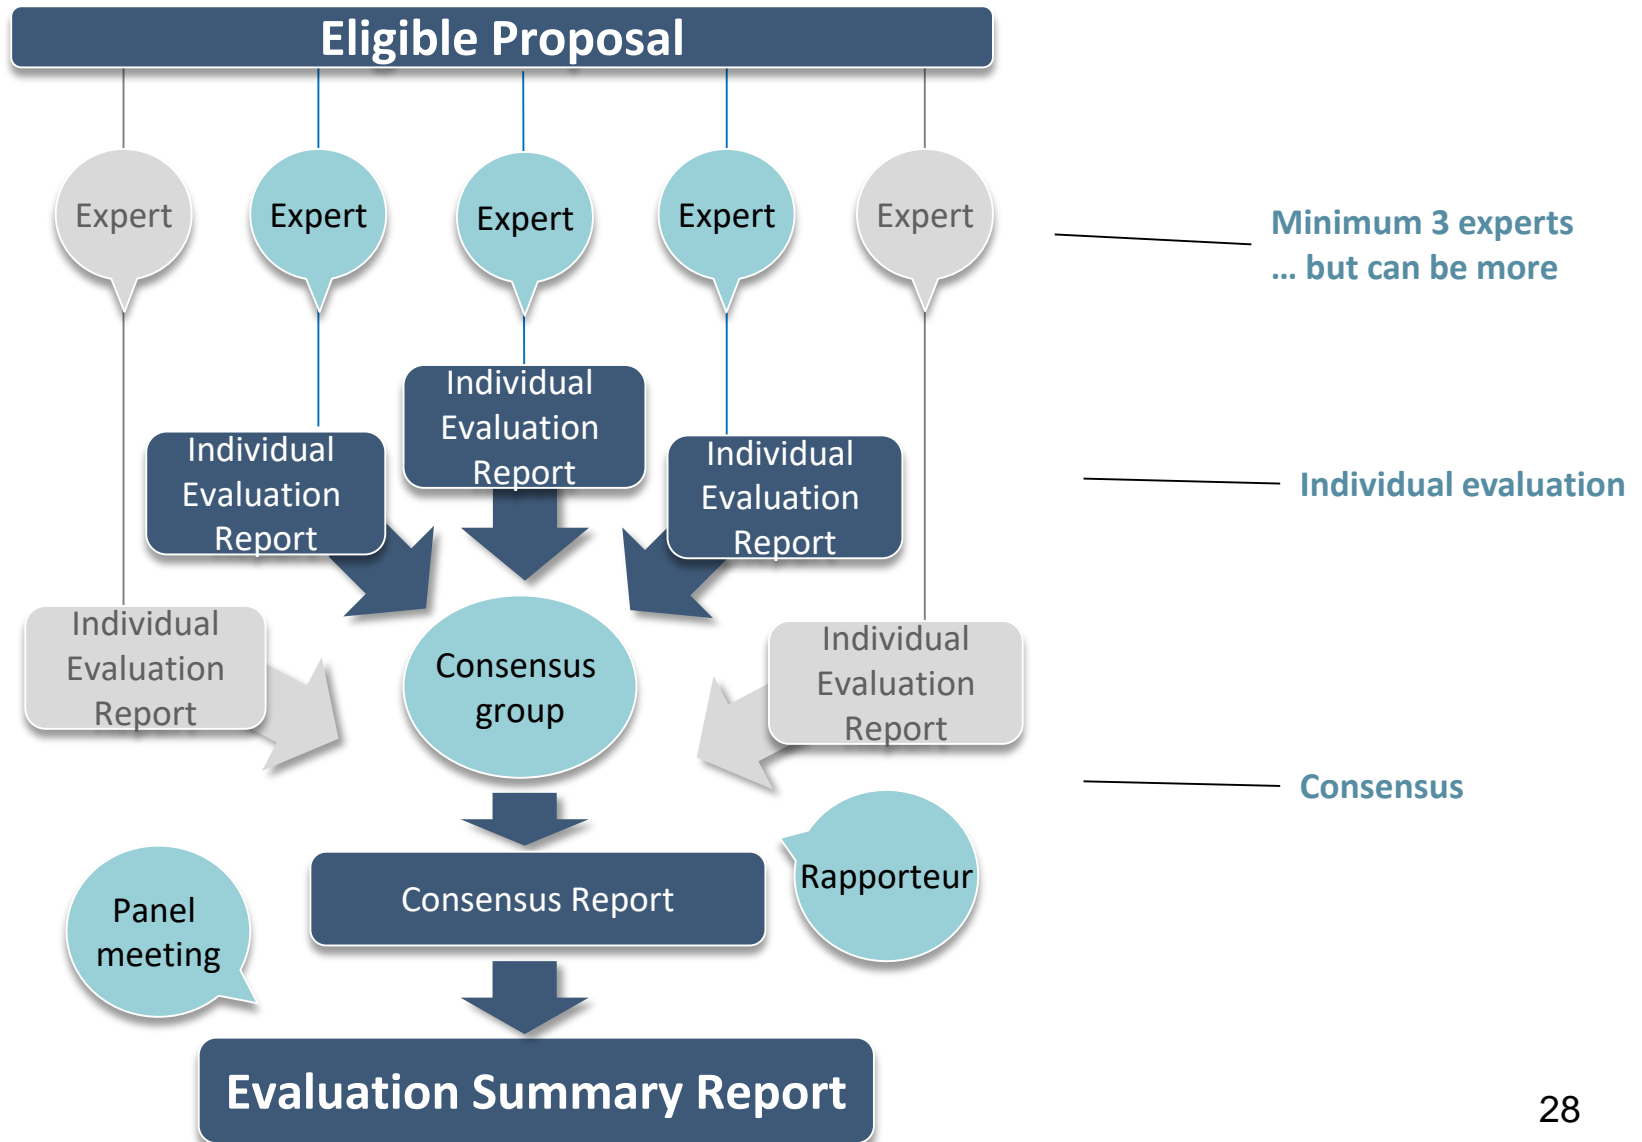 Eligible Proposal
Expert
Expert
Expert
Expert
Expert
Minimum 3 experts
... but can be more
Individual
Evaluation
Report
Individual
Evaluation
Report
Individual
Evaluation
Report
Individual evaluation
Individual
Evaluation
Report
Consensus
group
Individual
Evaluation
Report
Consensus
Rapporteur
Consensus Report
Panel
meeting
Evaluation Summary Report
28